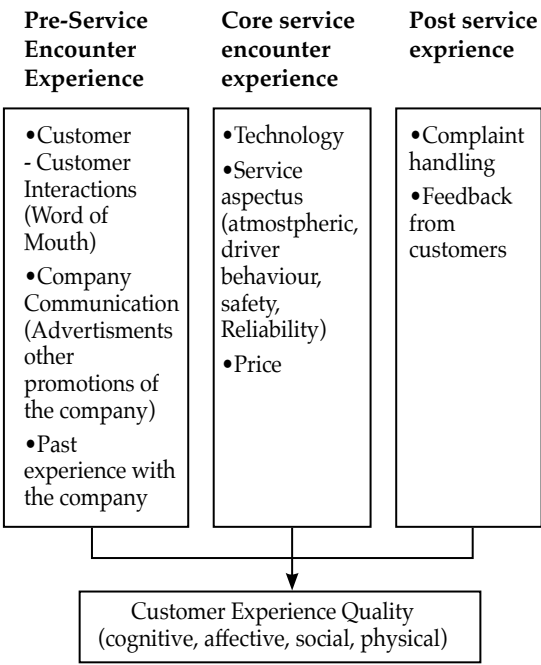 Pre-Service
Encounter
Experience
•Customer
- Customer
Interactions
(Word of
Mouth)
•Company
Communication
(Advertisments
other
promotions of
the company)
•Past
experience with
the company
Core service
encounter
experience
•Technology
•Service
aspectus
(atmostpheric,
driver
behaviour,
safety,
Reliability)
•Price
Post service
exprience
•Complaint
handling
•Feedback
from
customers
Customer Experience Quality
(cognitive, affective, social, physical)